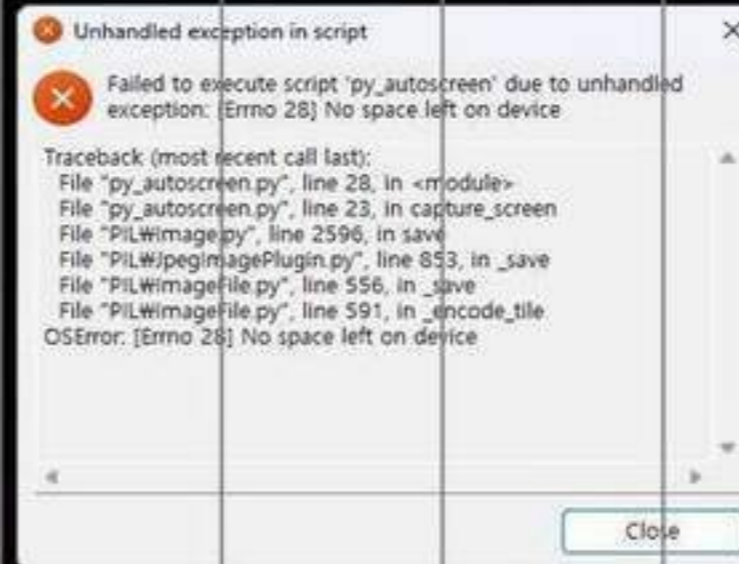 Unhandled exception in script
Failed to execute script 'py_autoscreen' due to unhandled
exception: [Errno 28] No space left on device
Traceback (most recent call last):
File "py_autoscreen.py", line 28, in <module>
File "py_autoscreen.py", line 23, in capture_screen
File "PIL₩Image.py", line 2596, in save
File "PIL₩JpegImagePlugin.py", line 853, in _save
File "PIL₩ImageFile.py", line 556, in _save
File "PIL₩ImageFile.py", line 591, in _encode_tile
OSError: [Errno 28] No space left on device
Close